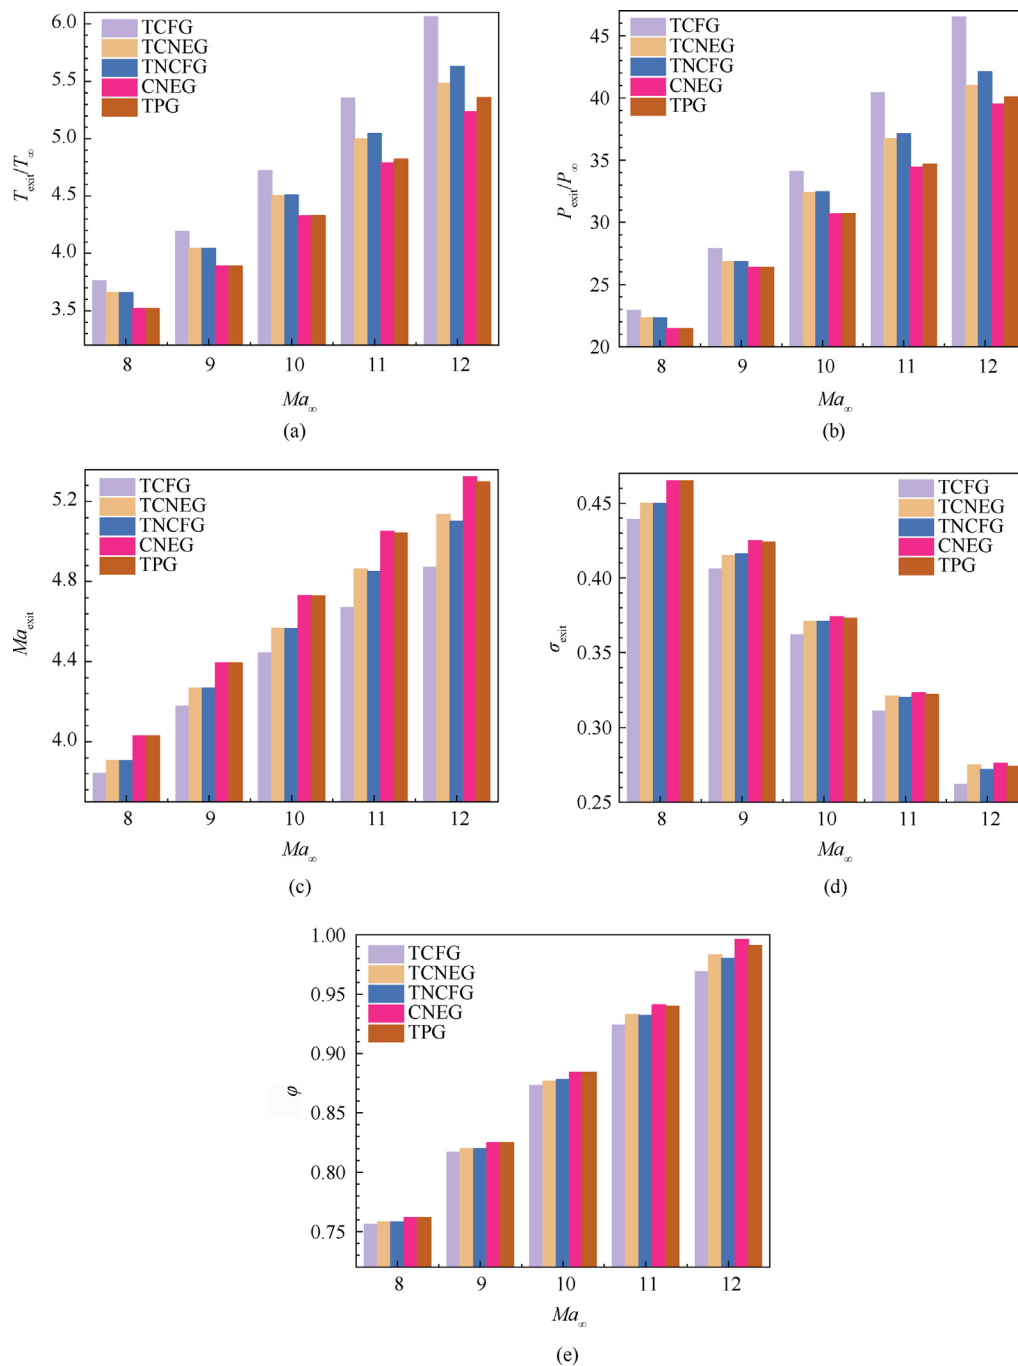 TCFG
TCNEG
TNCFG
CNEG
TPG
6.0
5.5
5.0
4.5
4.0
3.5
T_exit/T_∞
8 9 10 11 12
Ma_∞
(a)
TCFG
TCNEG
TNCFG
CNEG
TPG
45
40
35
30
25
20
P_exit/P_∞
8 9 10 11 12
Ma_∞
(b)
TCFG
TCNEG
TNCFG
CNEG
TPG
5.2
4.8
4.4
4.0
Ma_exit
8 9 10 11 12
Ma_∞
(c)
TCFG
TCNEG
TNCFG
CNEG
TPG
0.45
0.40
0.35
0.30
0.25
σ_exit
8 9 10 11 12
Ma_∞
(d)
TCFG
TCNEG
TNCFG
CNEG
TPG
1.00
0.95
0.90
0.85
0.80
0.75
φ
8 9 10 11 12
Ma_∞
(e)